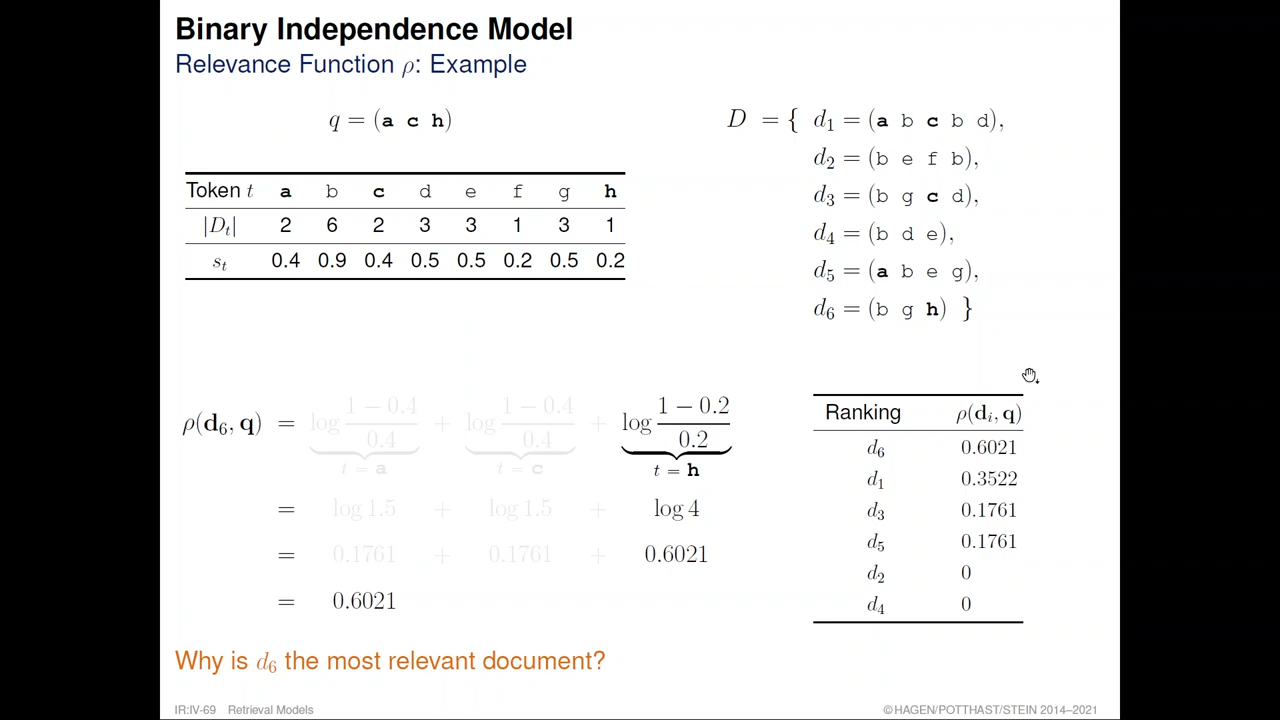 Binary Independence Model
Relevance Function ρ: Example
q = (a c h)
Token t a b c d e f g h
|Dₜ| 2 6 2 3 3 1 3 1
sₜ 0.4 0.9 0.4 0.5 0.5 0.2 0.5 0.2
D = { d₁ = (a b c b d),
d₂ = (b e f b),
d₃ = (b g c d),
d₄ = (b d e),
d₅ = (a b e g),
d₆ = (b g h) }
ρ(d₆, q) = log (1 − 0.4)/0.4 + log (1 − 0.4)/0.4 + log (1 − 0.2)/0.2
t = a t = c t = h
= log 1.5 + log 1.5 + log 4
= 0.1761 + 0.1761 + 0.6021
= 0.6021
Ranking ρ(dᵢ, q)
d₆ 0.6021
d₁ 0.3522
d₃ 0.1761
d₅ 0.1761
d₂ 0
d₄ 0
Why is d₆ the most relevant document?
IR:IV-69 Retrieval Models
©HAGEN/POTTHAST/STEIN 2014–2021